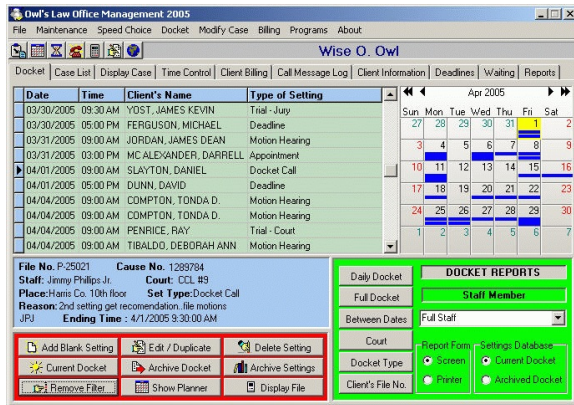 Owl's Law Office Management 2005
File Maintenance Speed Choice Docket Modify Case Billing Programs About
Wise O. Owl
Docket Case List Display Case Time Control Client Billing Call Message Log Client Information Deadlines Waiting Reports
Date Time Client's Name Type of Setting
03/30/2005 09:30 AM YOST, JAMES KEVIN Trial - Jury
03/30/2005 05:00 PM FERGUSON, MICHAEL Deadline
03/31/2005 09:00 AM JORDAN, JAMES DEAN Motion Hearing
03/31/2005 03:00 PM MC ALEXANDER, DARRELL Appointment
04/01/2005 09:00 AM SLAYTON, DANIEL Docket Call
04/01/2005 05:00 PM DUNN, DAVID Deadline
04/04/2005 09:00 AM COMPTON, TONDA D. Motion Hearing
04/04/2005 09:00 AM COMPTON, TONDA D. Motion Hearing
04/04/2005 09:00 AM PENRICE, RAY Trial - Court
04/04/2005 09:00 AM TIBALDO, DEBORAH ANN Motion Hearing
Apr 2005
Sun Mon Tue Wed Thu Fri Sat
27 28 29 30 31 1 2
3 4 5 6 7 8 9
10 11 12 13 14 15 16
17 18 19 20 21 22 23
24 25 26 27 28 29 30
1 2 3 4 5 6 7
File No. P-25021 Cause No. 1289784
Staff: Jimmy Phillips Jr. Court: CCL #9
Place:Harris Co. 10th floor Set Type:Docket Call
Reason: 2nd setting get recomendation..file motions
JPJ Ending Time : 4/1/2005 9:30:00 AM
Add Blank Setting Edit / Duplicate Delete Setting
Current Docket Archive Docket Archive Settings
Remove Filter Show Planner Display File
Daily Docket
Full Docket
Between Dates
Court
Docket Type
Client's File No.
DOCKET REPORTS
Staff Member
Full Staff
Report Form Settings Database
Screen Current Docket
Printer Archived Docket